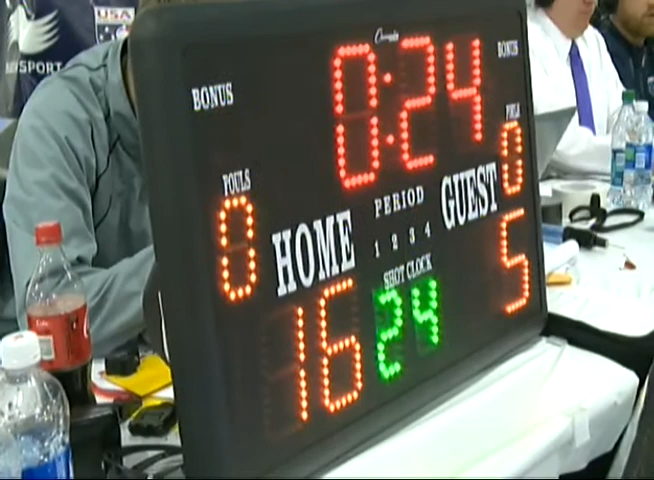 USA
SPORT
BONUS
0:24
BONUS
FOULS
0
HOME
PERIOD
1 2 3 4
GUEST
0
SHOT CLOCK
16
24
5